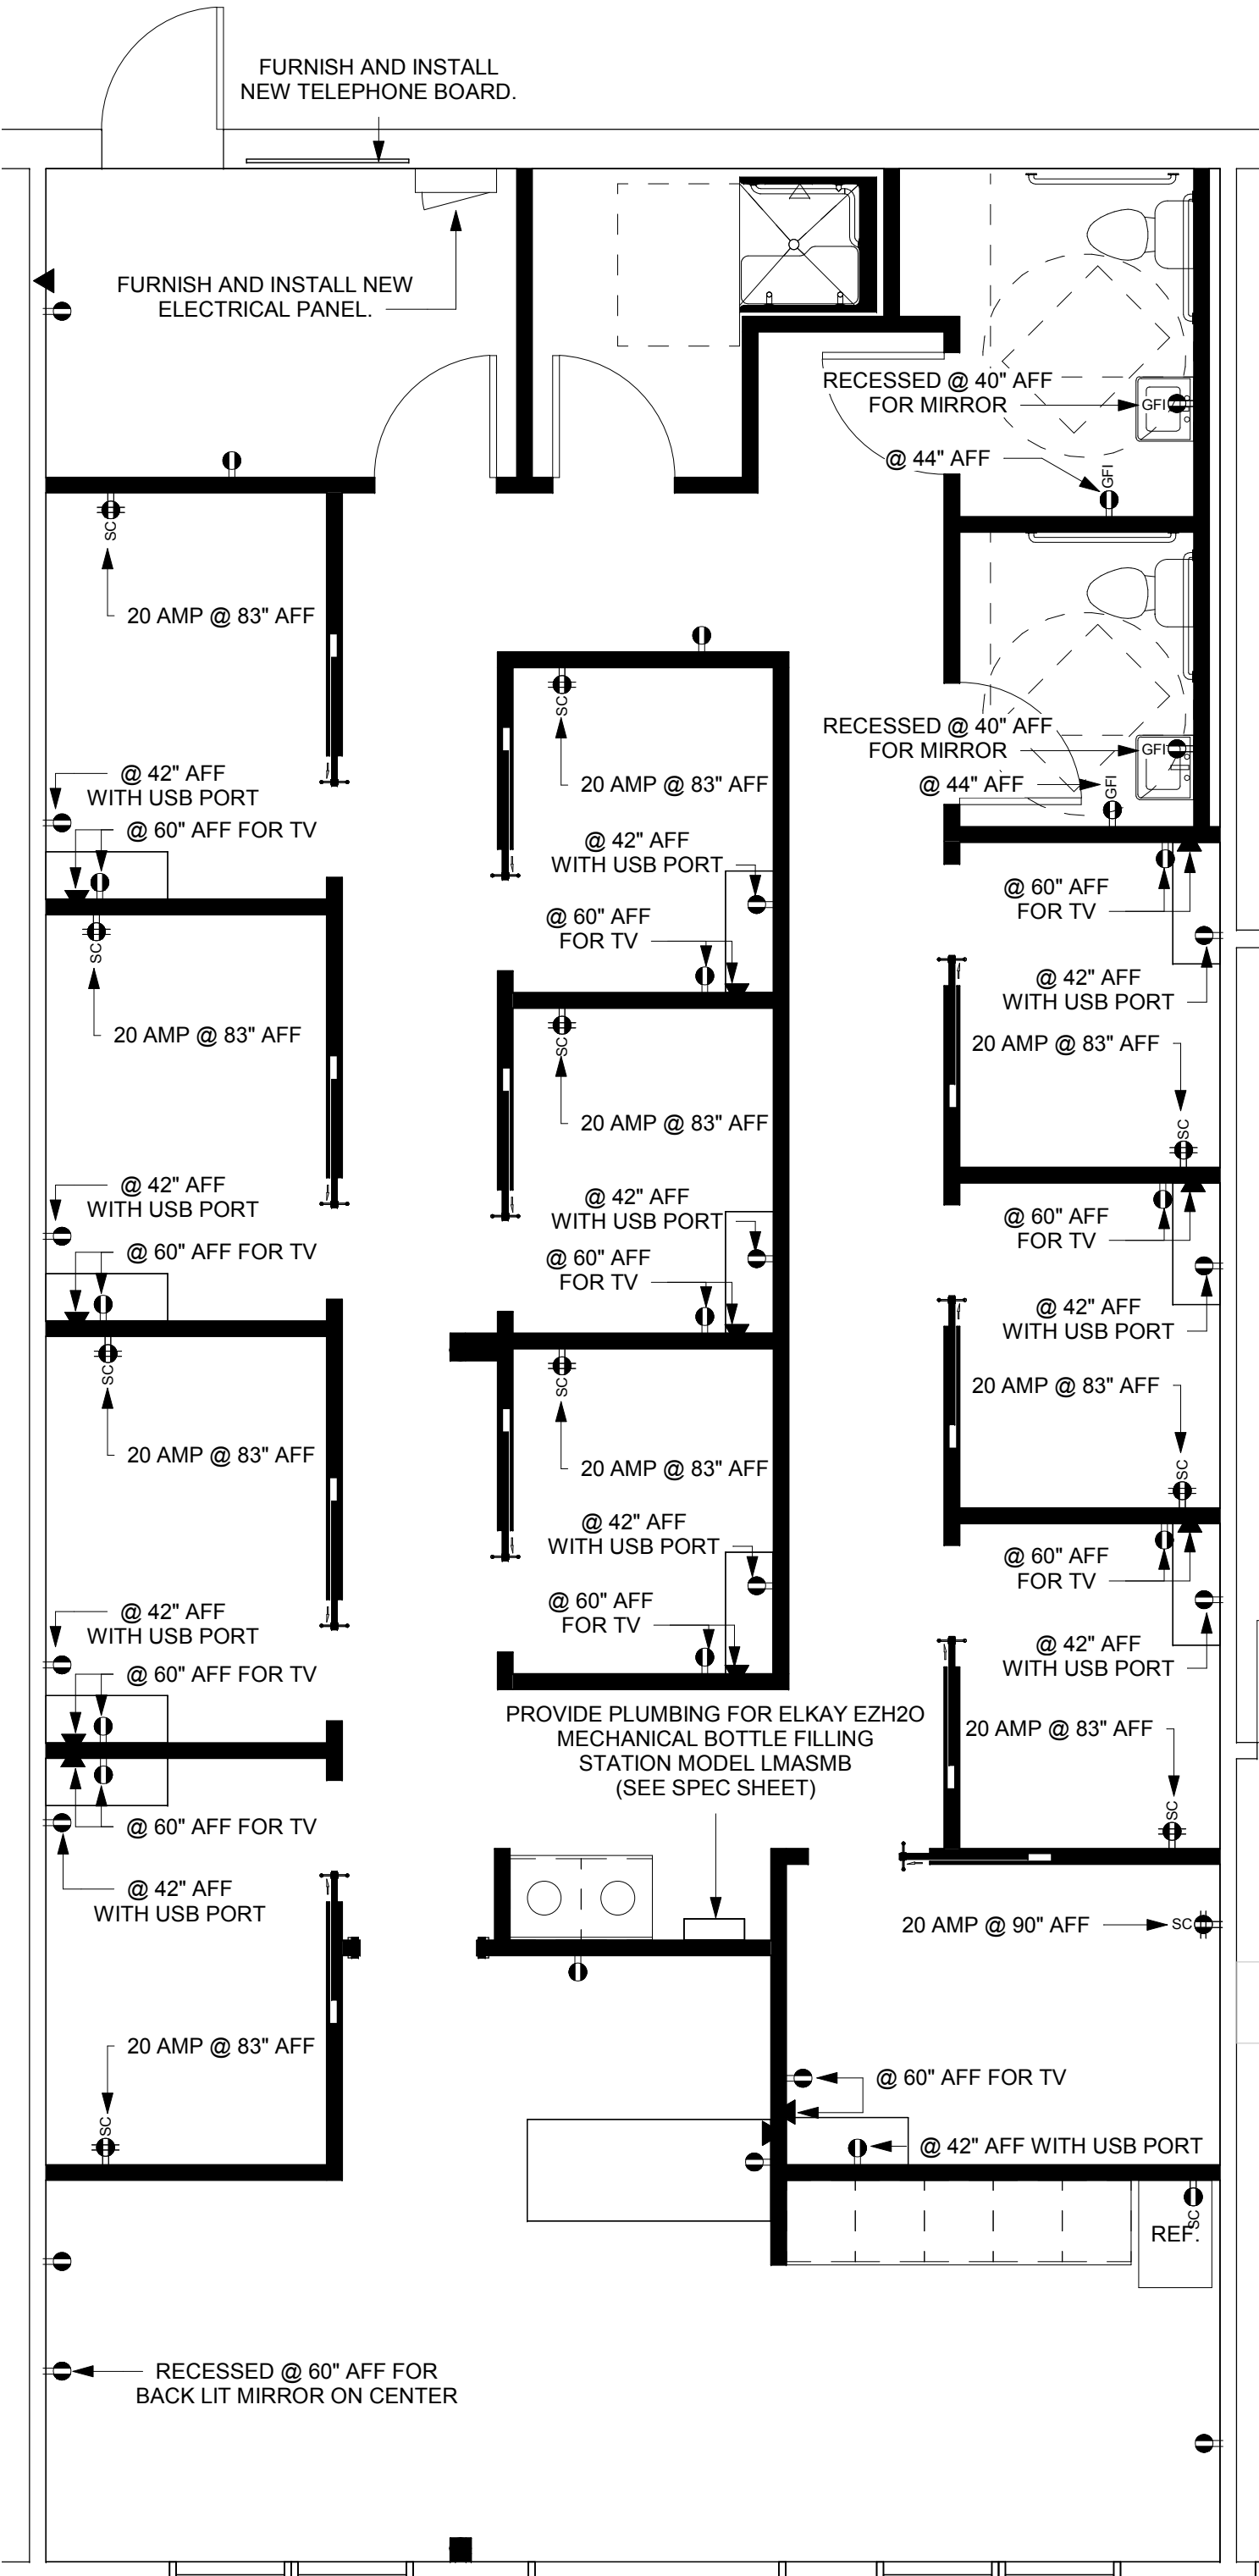 FURNISH AND INSTALL
NEW TELEPHONE BOARD.
FURNISH AND INSTALL NEW
ELECTRICAL PANEL.
RECESSED @ 40" AFF
FOR MIRROR
GFI
@ 44" AFF
GFI
SC
20 AMP @ 83" AFF
SC
20 AMP @ 83" AFF
RECESSED @ 40" AFF
FOR MIRROR
GFI
@ 44" AFF
GFI
@ 42" AFF
WITH USB PORT
@ 60" AFF FOR TV
@ 42" AFF
WITH USB PORT
@ 60" AFF
FOR TV
@ 60" AFF
FOR TV
@ 42" AFF
WITH USB PORT
SC
20 AMP @ 83" AFF
SC
20 AMP @ 83" AFF
20 AMP @ 83" AFF
SC
@ 42" AFF
WITH USB PORT
@ 60" AFF FOR TV
@ 42" AFF
WITH USB PORT
@ 60" AFF
FOR TV
@ 60" AFF
FOR TV
@ 42" AFF
WITH USB PORT
SC
20 AMP @ 83" AFF
SC
20 AMP @ 83" AFF
20 AMP @ 83" AFF
SC
@ 42" AFF
WITH USB PORT
@ 60" AFF FOR TV
@ 42" AFF
WITH USB PORT
@ 60" AFF
FOR TV
@ 60" AFF
FOR TV
@ 42" AFF
WITH USB PORT
20 AMP @ 83" AFF
SC
PROVIDE PLUMBING FOR ELKAY EZH2O
MECHANICAL BOTTLE FILLING
STATION MODEL LMASMB
(SEE SPEC SHEET)
@ 60" AFF FOR TV
@ 42" AFF
WITH USB PORT
20 AMP @ 90" AFF
SC
20 AMP @ 83" AFF
SC
@ 60" AFF FOR TV
@ 42" AFF WITH USB PORT
SC
REF.
RECESSED @ 60" AFF FOR
BACK LIT MIRROR ON CENTER